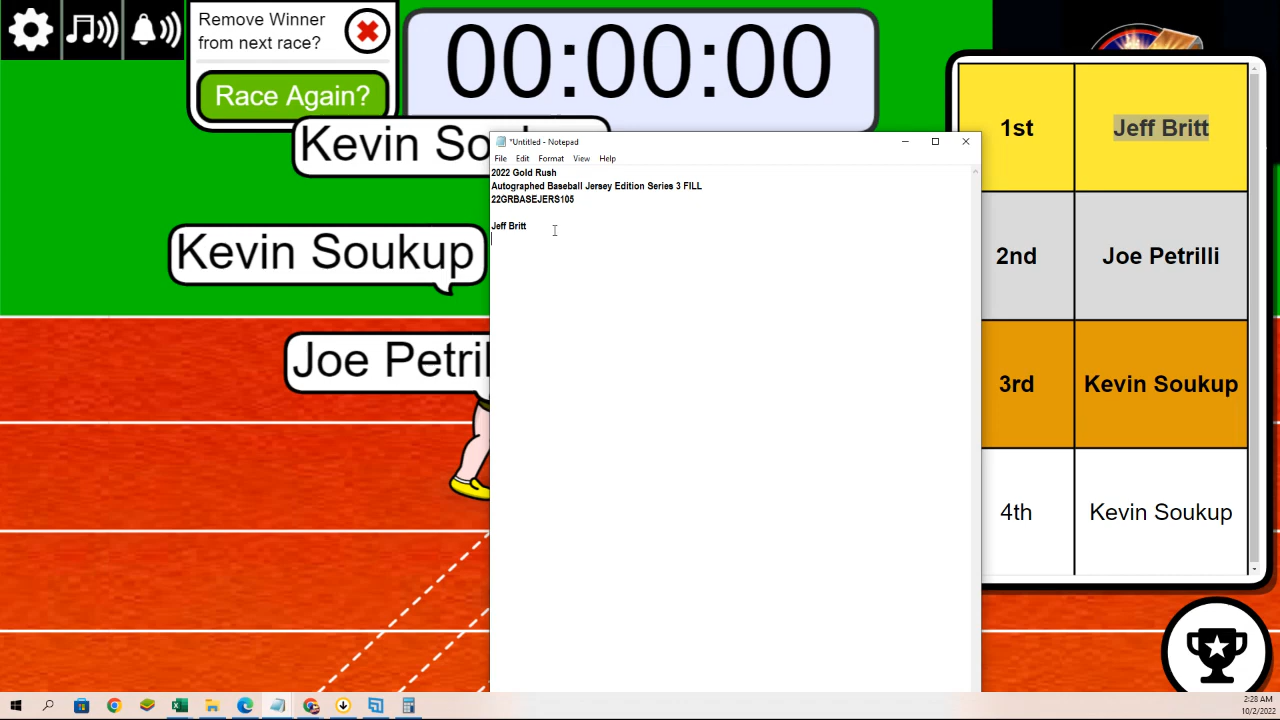 Remove Winner
from next race?
Race Again?
00:00:00
Kevin So
Kevin Soukup
Joe Petril
*Untitled - Notepad
File Edit Format View Help
2022 Gold Rush
Autographed Baseball Jersey Edition Series 3 FILL
22GRBASEJERS105
Jeff Britt
1st Jeff Britt
2nd Joe Petrilli
3rd Kevin Soukup
4th Kevin Soukup
2:28 AM
10/2/2022